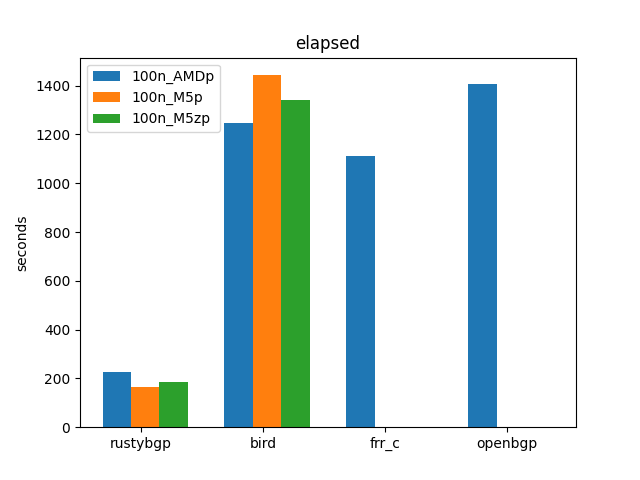 elapsed
100n_AMDp
100n_M5p
100n_M5zp
seconds
1400
1200
1000
800
600
400
200
0
rustybgp bird frr_c openbgp